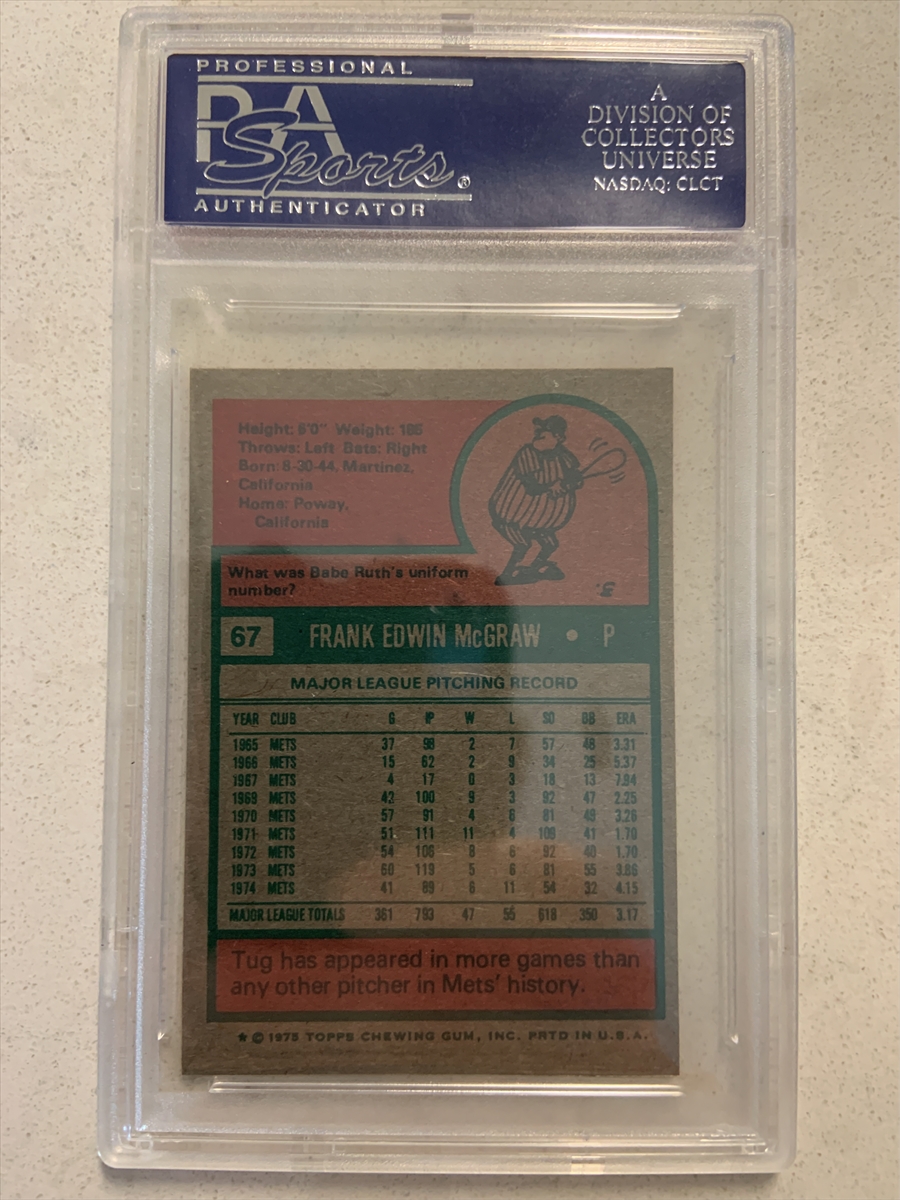 PROFESSIONAL
PSA
Sports®
AUTHENTICATOR
A
DIVISION OF
COLLECTORS
UNIVERSE
NASDAQ: CLCT
Height: 6'0" Weight: 185
Throws: Left Bats: Right
Born: 8-30-44, Martinez,
California
Home: Poway,
California
What was Babe Ruth's uniform
number?
3.
67 FRANK EDWIN McGRAW • P
MAJOR LEAGUE PITCHING RECORD
YEAR CLUB G IP W L SO BB ERA
1965 METS 37 98 2 7 57 48 3.31
1966 METS 15 62 2 9 34 25 5.37
1967 METS 4 17 0 3 18 13 7.94
1969 METS 42 100 9 3 92 47 2.25
1970 METS 57 91 4 6 81 49 3.26
1971 METS 51 111 11 4 109 41 1.70
1972 METS 54 106 8 6 92 40 1.70
1973 METS 60 119 5 6 81 55 3.86
1974 METS 41 89 6 11 54 32 4.15
MAJOR LEAGUE TOTALS 361 793 47 55 618 350 3.17
Tug has appeared in more games than
any other pitcher in Mets' history.
★ © 1975 TOPPS CHEWING GUM, INC. PRTD IN U.S.A.